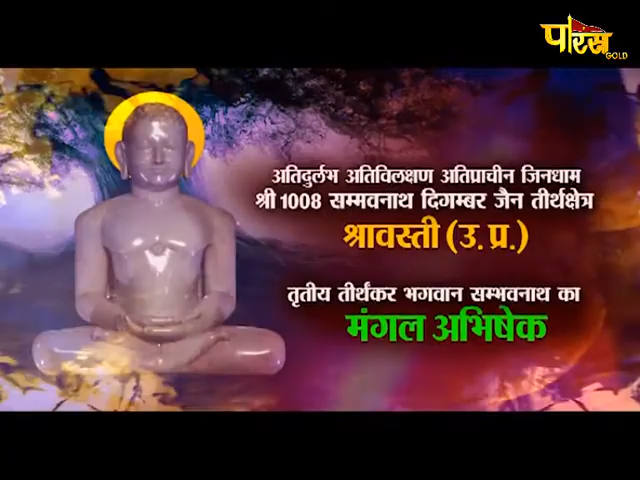 पारस
GOLD
अतिदुर्लभ अतिविलक्षण अतिप्राचीन जिनधाम
श्री 1008 सम्मवनाथ दिगम्बर जैन तीर्थक्षेत्र
श्रावस्ती (उ. प्र.)
तृतीय तीर्थंकर भगवान सम्भवनाथ का
मंगल अभिषेक